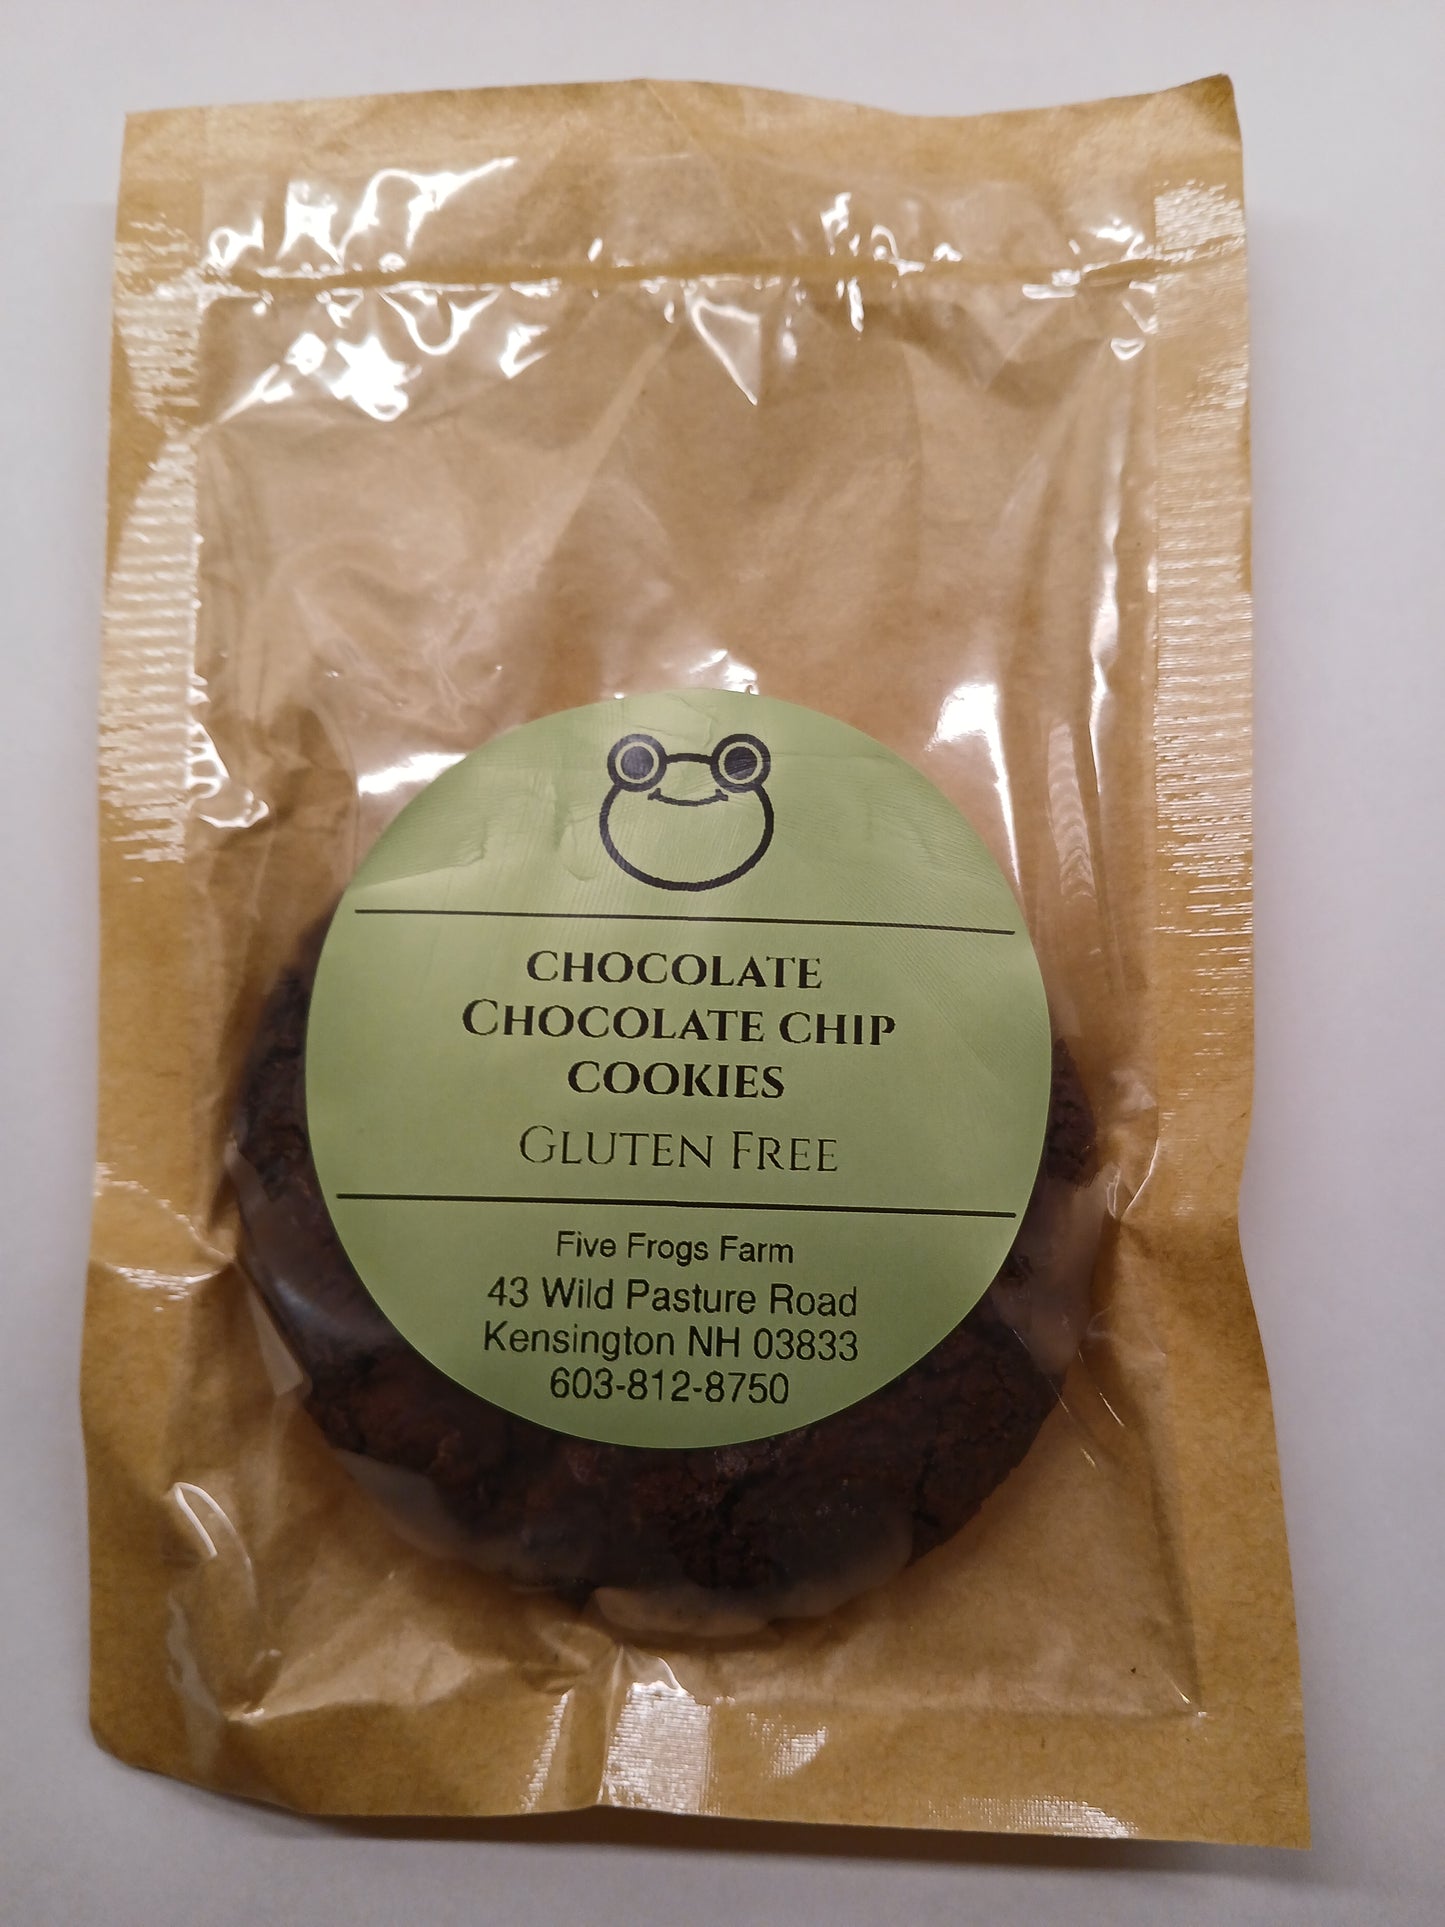 CHOCOLATE
CHOCOLATE CHIP
COOKIES
GLUTEN FREE
Five Frogs Farm
43 Wild Pasture Road
Kensington NH 03833
603-812-8750